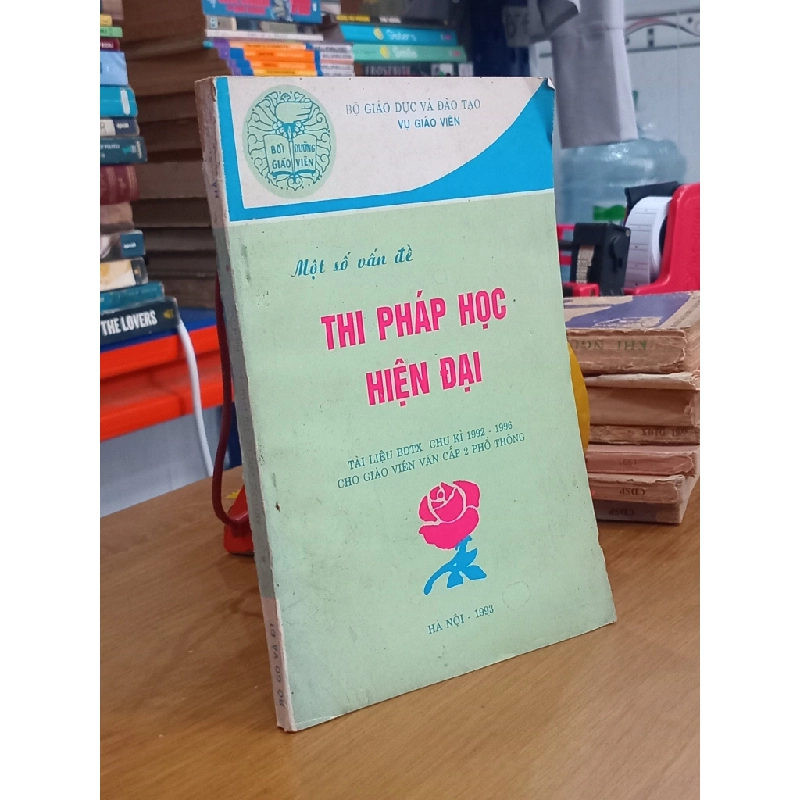 BỘ GIÁO DỤC VÀ ĐÀO TẠO
VỤ GIÁO VIÊN
BỒI DƯỠNG
GIÁO VIÊN
Một số vấn đề
THI PHÁP HỌC
HIỆN ĐẠI
TÀI LIỆU BDTX CHU KÌ 1992 - 1996
CHO GIÁO VIÊN VĂN CẤP 2 PHỔ THÔNG
HÀ NỘI - 1993
THE LOVERS
CDSP
CDSP